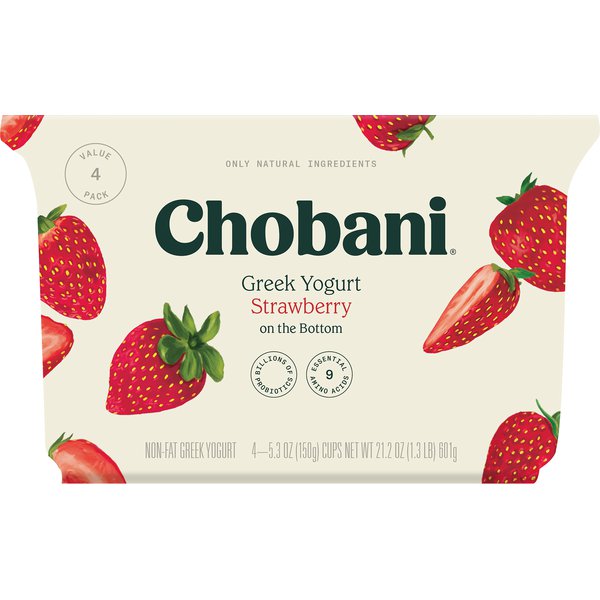 VALUE
4
PACK
ONLY NATURAL INGREDIENTS
Chobani®
Greek Yogurt
Strawberry
on the Bottom
BILLIONS OF PROBIOTICS
ESSENTIAL
9
AMINO ACIDS
NON-FAT GREEK YOGURT 4—5.3 OZ (150g) CUPS NET WT 21.2 OZ (1.3 LB) 601g